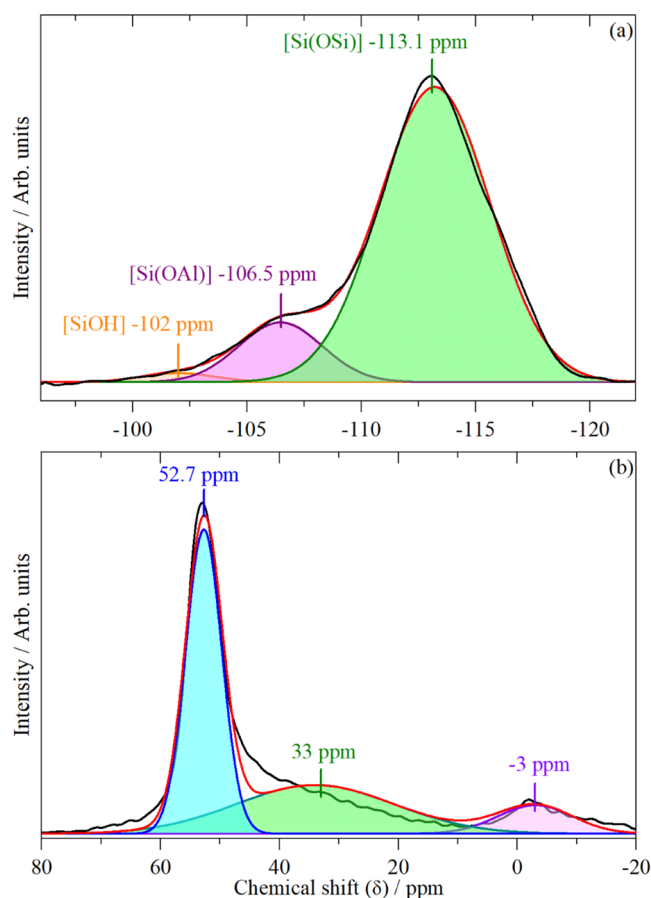 (a)
[Si(OSi)] -113.1 ppm
[Si(OAl)] -106.5 ppm
[SiOH] -102 ppm
Intensity / Arb. units
-100 -105 -110 -115 -120
(b)
52.7 ppm
33 ppm
-3 ppm
Intensity / Arb. units
80 60 40 20 0 -20
Chemical shift (δ) / ppm